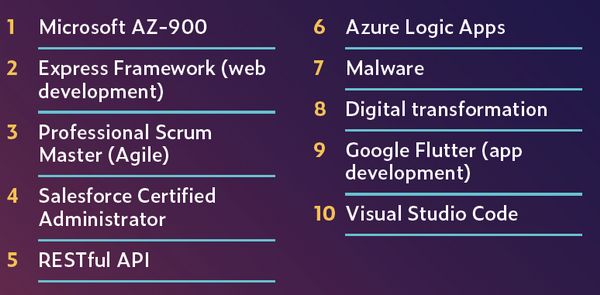 1 Microsoft AZ-900
2 Express Framework (web
development)
3 Professional Scrum
Master (Agile)
4 Salesforce Certified
Administrator
5 RESTful API
6 Azure Logic Apps
7 Malware
8 Digital transformation
9 Google Flutter (app
development)
10 Visual Studio Code